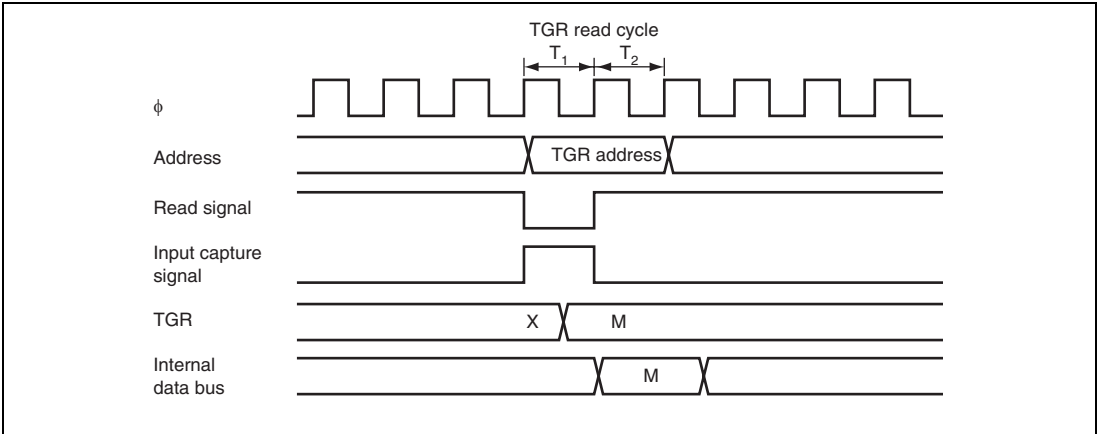 TGR read cycle
T1 T2
ϕ
Address
TGR address
Read signal
Input capture
signal
TGR
X M
Internal
data bus
M